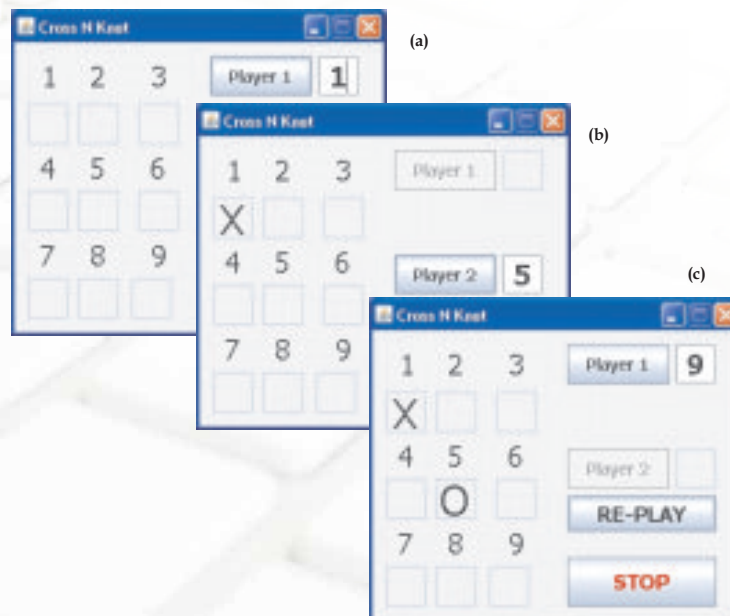 Cross N Knot
(a)
1 2 3
Player 1 1
4 5 6
7 8 9
Cross N Knot
(b)
1 2 3
Player 1
X
4 5 6
Player 2 5
7 8 9
Cross N Knot
(c)
1 2 3
Player 1 9
X
4 5 6
Player 2
O
RE-PLAY
7 8 9
STOP